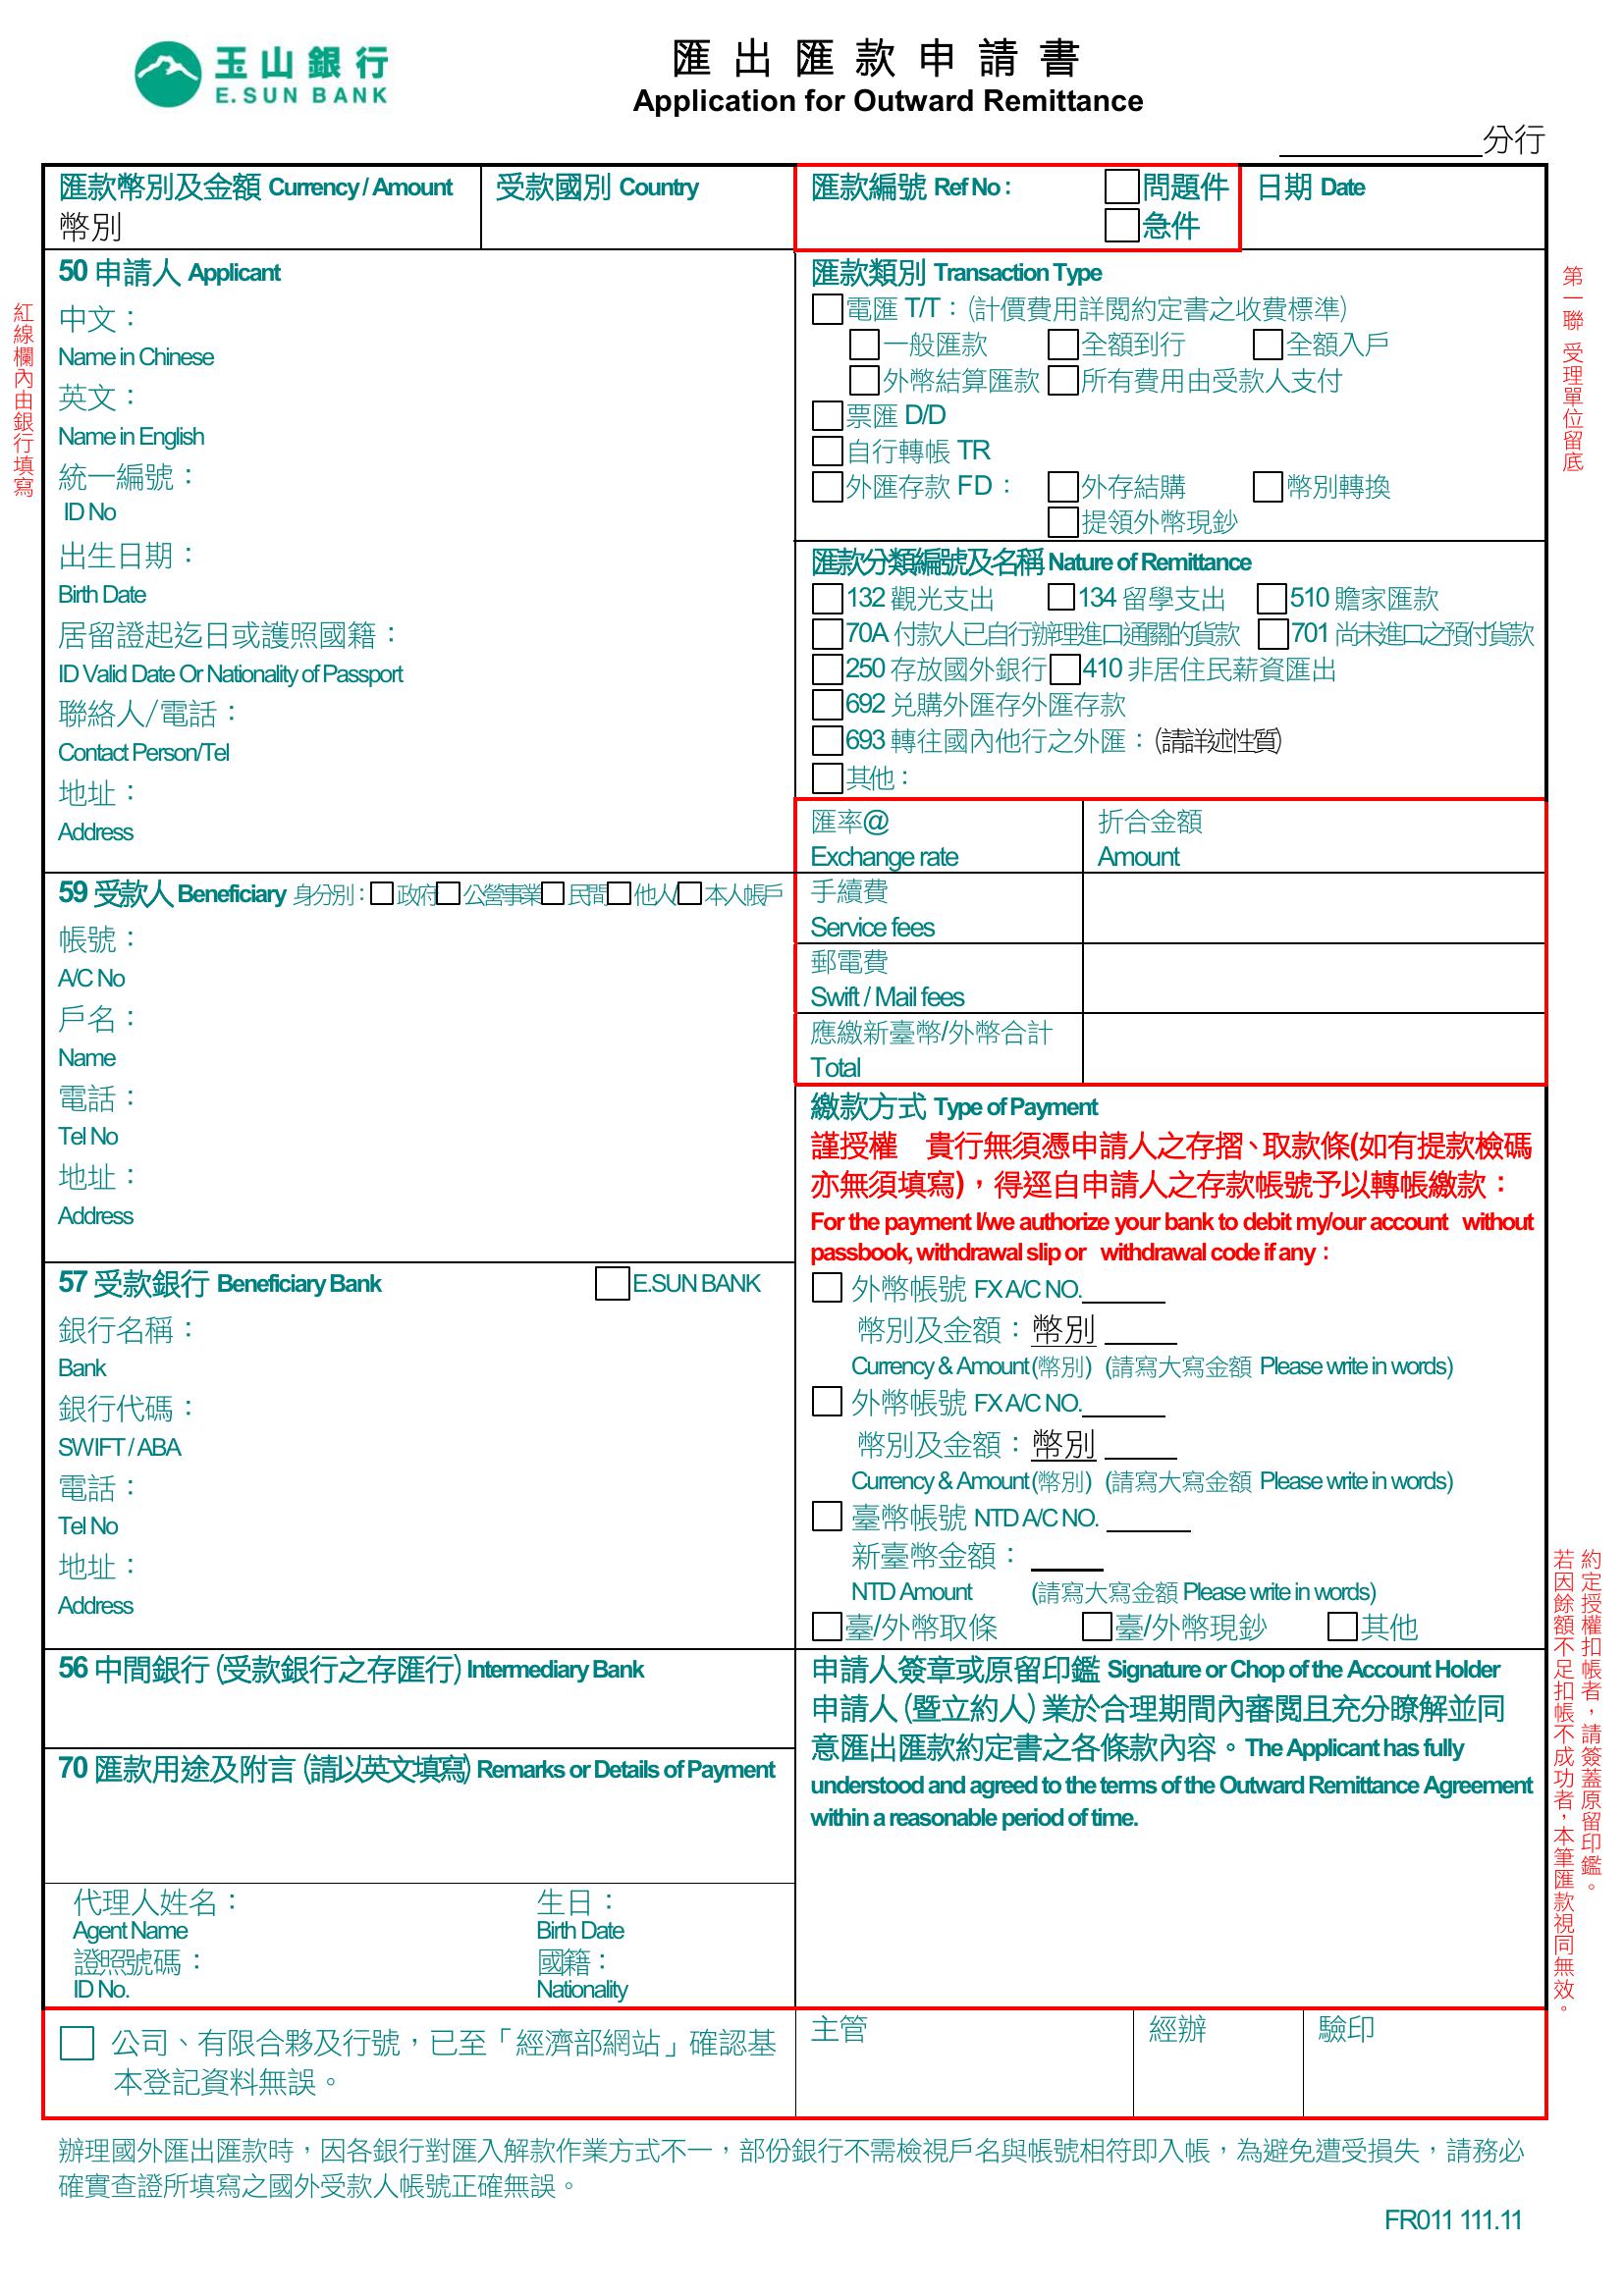 玉山銀行
E.SUN BANK
匯出匯款申請書
Application for Outward Remittance
分行
匯款幣別及金額 Currency / Amount
幣別
受款國別 Country
匯款編號 Ref No：
問題件
急件
日期 Date
紅線欄內由銀行填寫
第一聯 受理單位留底
50 申請人 Applicant
中文：
Name in Chinese
英文：
Name in English
統一編號：
ID No
出生日期：
Birth Date
居留證起迄日或護照國籍：
ID Valid Date Or Nationality of Passport
聯絡人/電話：
Contact Person/Tel
地址：
Address
匯款類別 Transaction Type
電匯 T/T：(計價費用詳閱約定書之收費標準)
一般匯款 全額到行 全額入戶
外幣結算匯款 所有費用由受款人支付
票匯 D/D
自行轉帳 TR
外匯存款 FD： 外存結購 幣別轉換
提領外幣現鈔
匯款分類編號及名稱 Nature of Remittance
132 觀光支出 134 留學支出 510 贍家匯款
70A 付款人已自行辦理進口通關的貨款 701 尚未進口之預付貨款
250 存放國外銀行 410 非居住民薪資匯出
692 兌購外匯存外匯存款
693 轉往國內他行之外匯：(請詳述性質)
其他：
匯率@
Exchange rate
折合金額
Amount
手續費
Service fees
郵電費
Swift / Mail fees
應繳新臺幣/外幣合計
Total
59 受款人 Beneficiary 身分別：政府 公營事業 民間 他人/ 本人帳戶
帳號：
A/C No
戶名：
Name
電話：
Tel No
地址：
Address
繳款方式 Type of Payment
謹授權 貴行無須憑申請人之存摺、取款條(如有提款檢碼
亦無須填寫)，得逕自申請人之存款帳號予以轉帳繳款：
For the payment I/we authorize your bank to debit my/our account without
passbook, withdrawal slip or withdrawal code if any：
外幣帳號 FX A/C NO.
幣別及金額：幣別
Currency & Amount (幣別) (請寫大寫金額 Please write in words)
外幣帳號 FX A/C NO.
幣別及金額：幣別
Currency & Amount (幣別) (請寫大寫金額 Please write in words)
臺幣帳號 NTD A/C NO.
新臺幣金額：
NTD Amount (請寫大寫金額 Please write in words)
臺/外幣取條 臺/外幣現鈔 其他
57 受款銀行 Beneficiary Bank E.SUN BANK
銀行名稱：
Bank
銀行代碼：
SWIFT / ABA
電話：
Tel No
地址：
Address
56 中間銀行 (受款銀行之存匯行) Intermediary Bank
70 匯款用途及附言 (請以英文填寫) Remarks or Details of Payment
代理人姓名： 生日：
Agent Name Birth Date
證照號碼： 國籍：
ID No. Nationality
申請人簽章或原留印鑑 Signature or Chop of the Account Holder
申請人 (暨立約人) 業於合理期間內審閱且充分瞭解並同
意匯出匯款約定書之各條款內容。The Applicant has fully
understood and agreed to the terms of the Outward Remittance Agreement
within a reasonable period of time.
約定授權扣帳者，請簽蓋原留印鑑。
若因餘額不足扣帳不成功者，本筆匯款視同無效。
公司、有限合夥及行號，已至「經濟部網站」確認基
本登記資料無誤。
主管
經辦
驗印
辦理國外匯出匯款時，因各銀行對匯入解款作業方式不一，部份銀行不需檢視戶名與帳號相符即入帳，為避免遭受損失，請務必
確實查證所填寫之國外受款人帳號正確無誤。
FR011 111.11